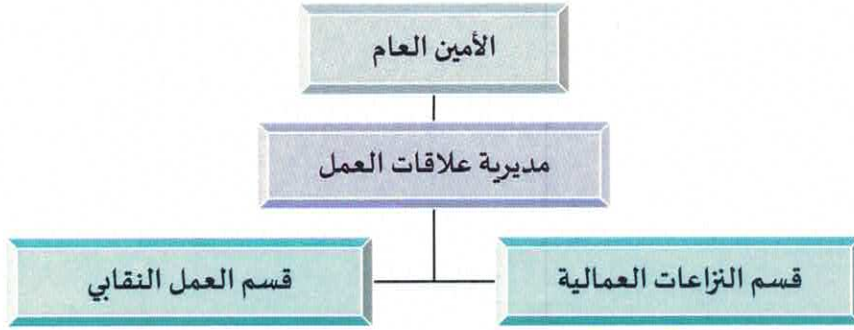 الأمين العام
مديرية علاقات العمل
قسم النزاعات العمالية
قسم العمل النقابي